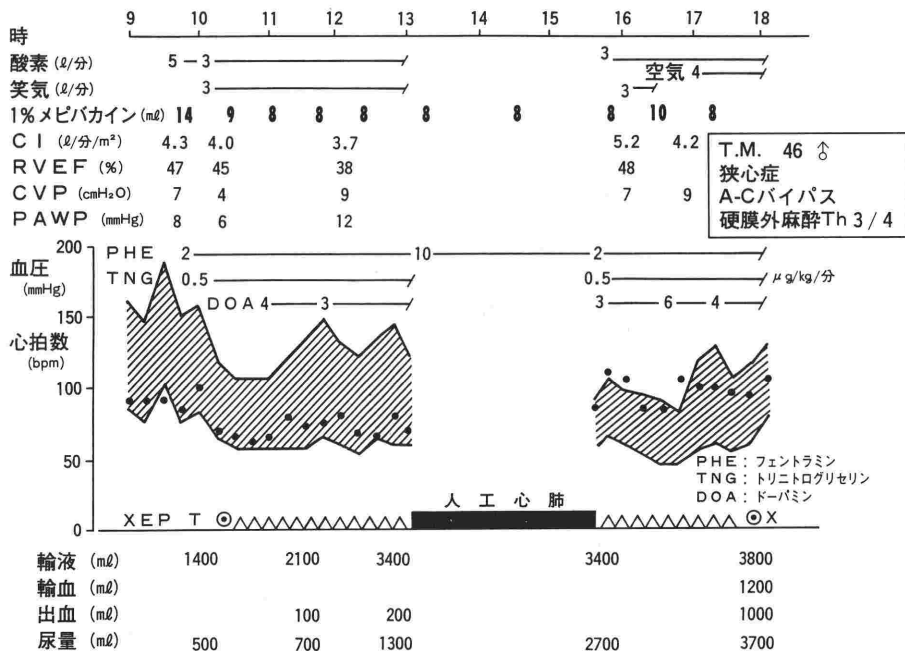 9 10 11 12 13 14 15 16 17 18
時
酸素 (ℓ/分) 5 3 3
空気 4
笑気 (ℓ/分) 3 3
1%メピバカイン (mℓ) 14 9 8 8 8 8 8 8 10 8
CI (ℓ/分/m²) 4.3 4.0 3.7 5.2 4.2
RVEF (%) 47 45 38 48
CVP (cmH₂O) 7 4 9 7 9
PAWP (mmHg) 8 6 12
T.M. 46 ♂
狭心症
A-Cバイパス
硬膜外麻酔Th 3/4
200
血圧
(mmHg)
150
心拍数
(bpm)
100
50
0
PHE 2 10 2
TNG 0.5 0.5 μg/kg/分
DOA 4 3 3 6 4
PHE: フェントラミン
TNG: トリニトログリセリン
DOA: ドーパミン
人工心肺
XEP T X
輸液 (mℓ) 1400 2100 3400 3400 3800
輸血 (mℓ) 1200
出血 (mℓ) 100 200 1000
尿量 (mℓ) 500 700 1300 2700 3700